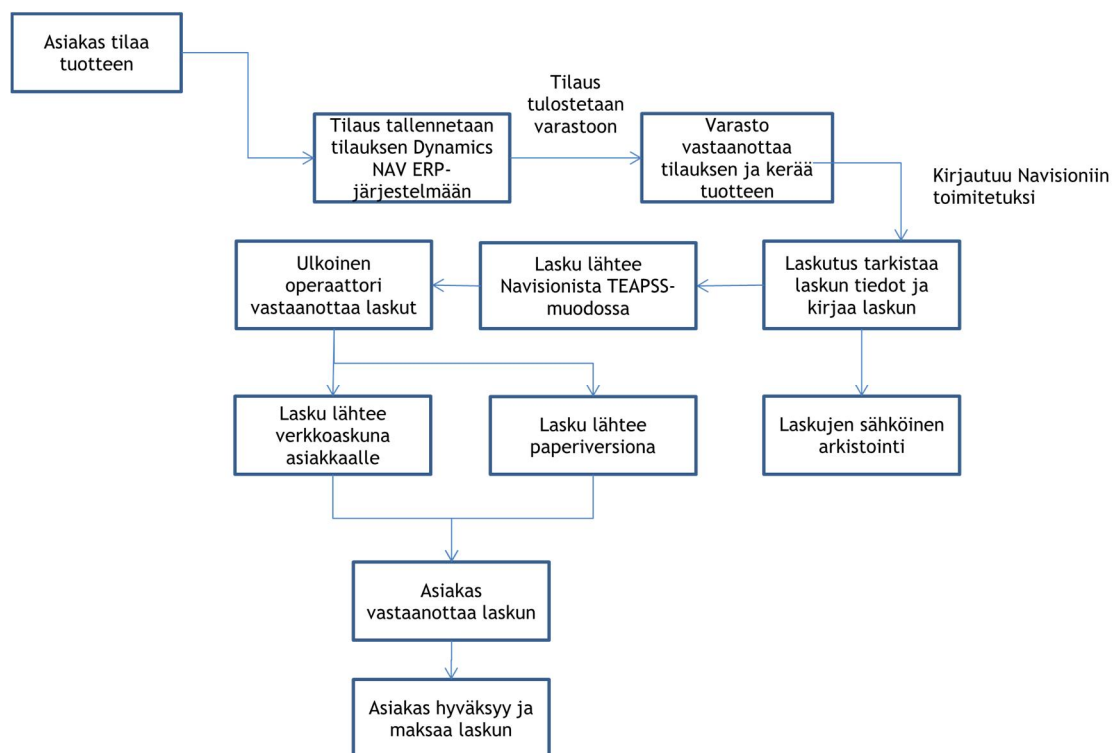 Asiakas tilaa
tuotteen
Tilaus
tulostetaan
varastoon
Tilaus tallennetaan
tilauksen Dynamics
NAV ERP-
järjestelmään
Varasto
vastaanottaa
tilauksen ja kerää
tuotteen
Kirjautuu Navisioniin
toimitetuksi
Ulkoinen
operaattori
vastaanottaa laskut
Lasku lähtee
Navisionista TEAPSS-
muodossa
Laskutus tarkistaa
laskun tiedot ja
kirjaa laskun
Lasku lähtee
verkkoaskuna
asiakkaalle
Lasku lähtee
paperiversiona
Laskujen sähköinen
arkistointi
Asiakas
vastaanottaa laskun
Asiakas hyväksyy ja
maksaa laskun